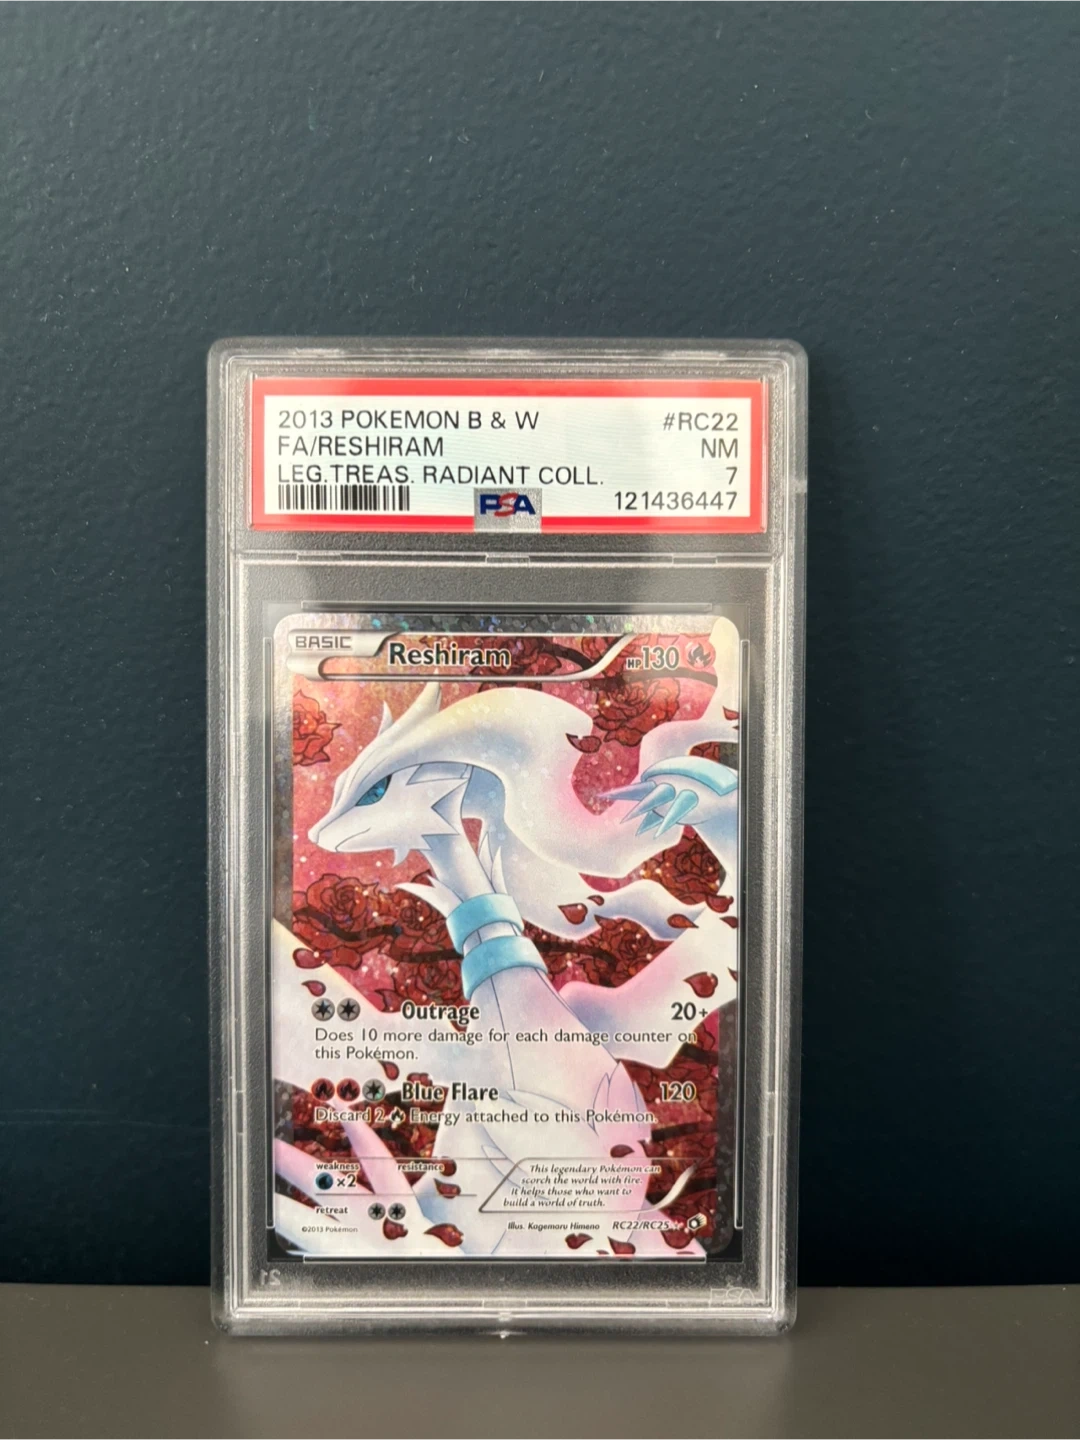 2013 POKEMON B & W #RC22
FA/RESHIRAM NM
LEG.TREAS. RADIANT COLL. 7
PSA 121436447
BASIC Reshiram HP130
Outrage 20+
Does 10 more damage for each damage counter on
this Pokémon.
Blue Flare 120
Discard 2 Energy attached to this Pokémon.
weakness resistance
×2
retreat
This legendary Pokémon can
scorch the world with fire.
It helps those who want to
build a world of truth.
©2013 Pokémon Illus. Kagemaru Himeno RC22/RC25
21 PSA